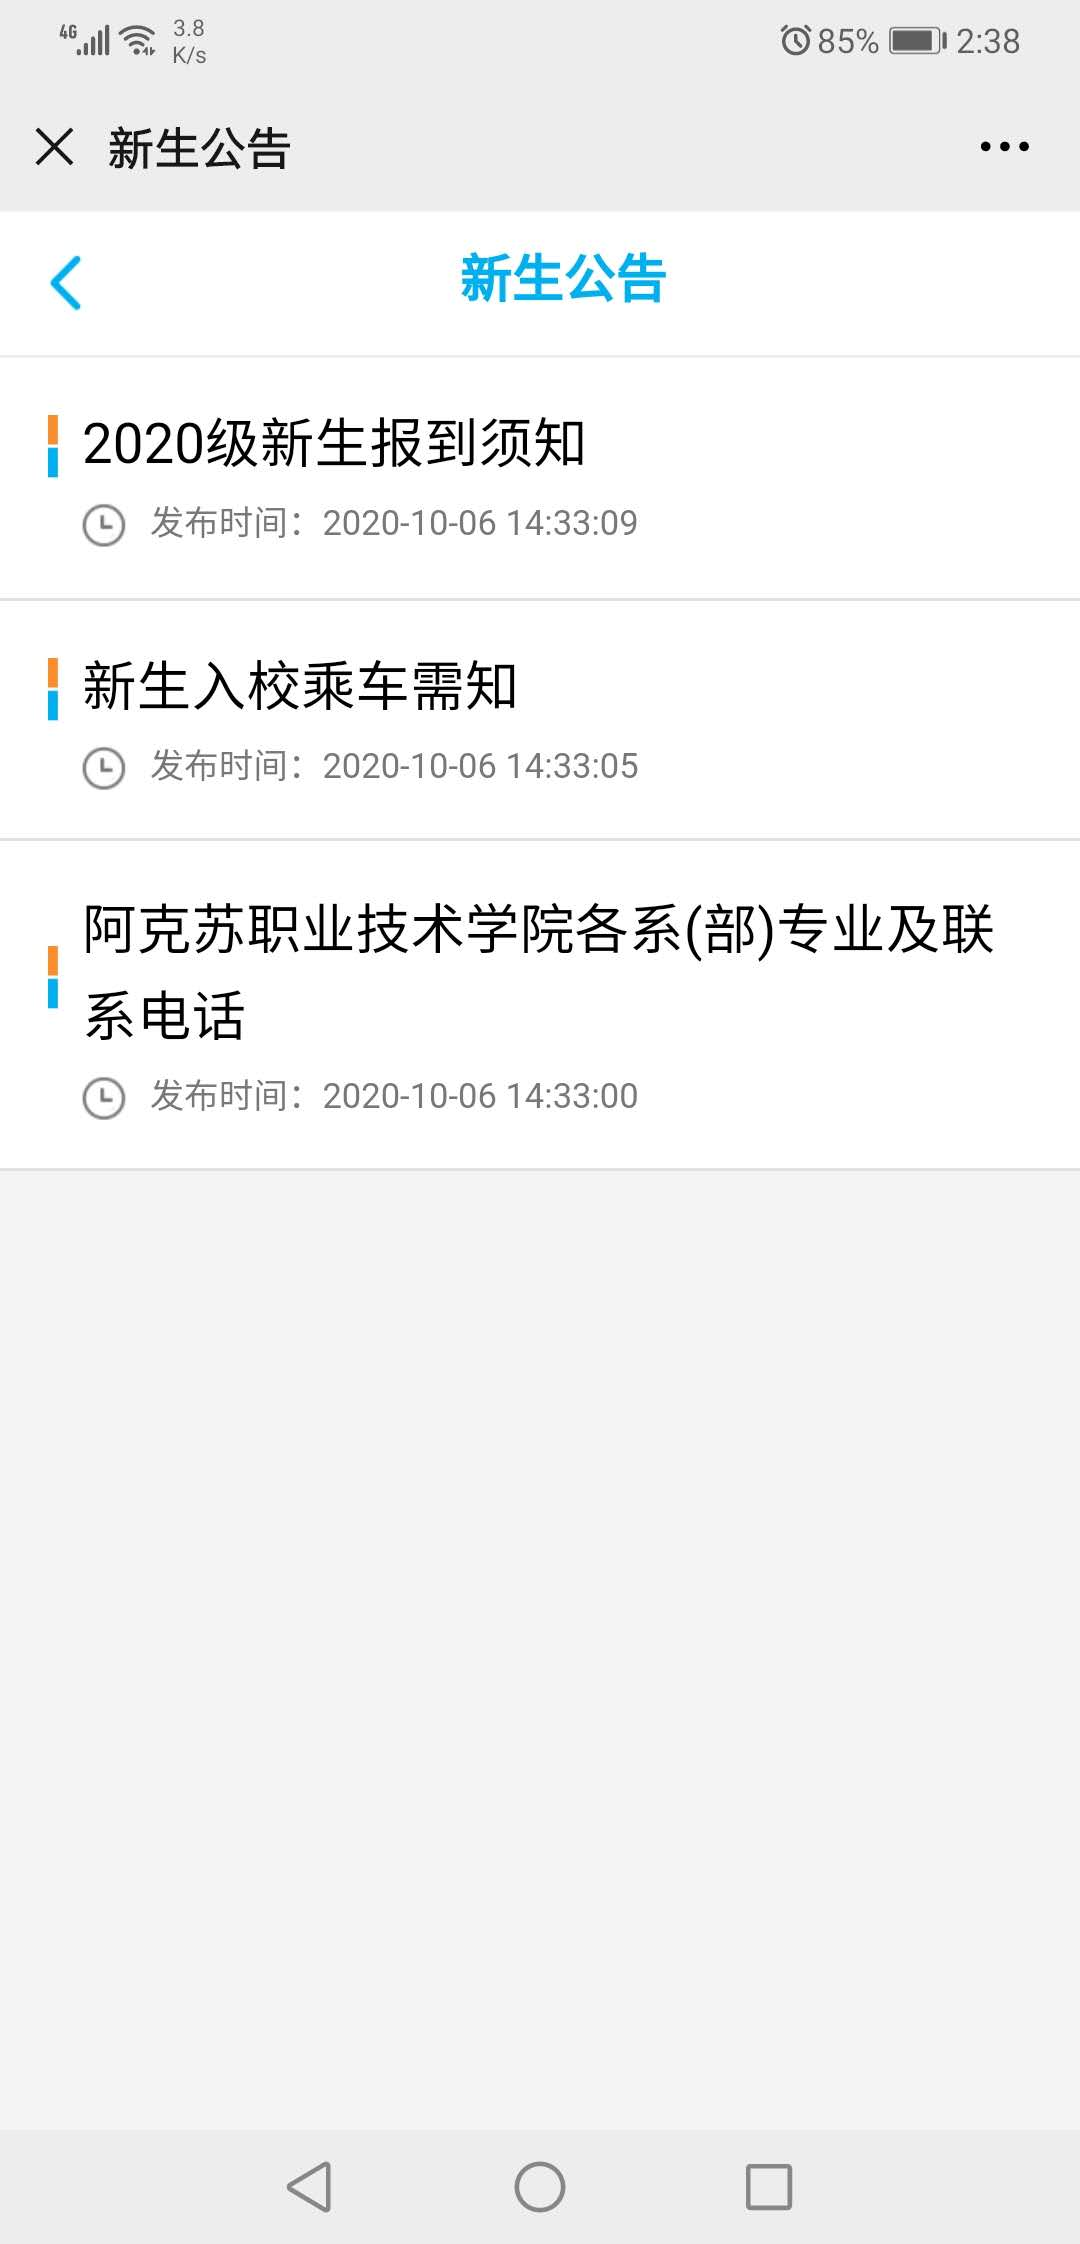 4G 3.8 K/s 85% 2:38
新生公告
新生公告
2020级新生报到须知
发布时间：2020-10-06 14:33:09
新生入校乘车需知
发布时间：2020-10-06 14:33:05
阿克苏职业技术学院各系(部)专业及联
系电话
发布时间：2020-10-06 14:33:00